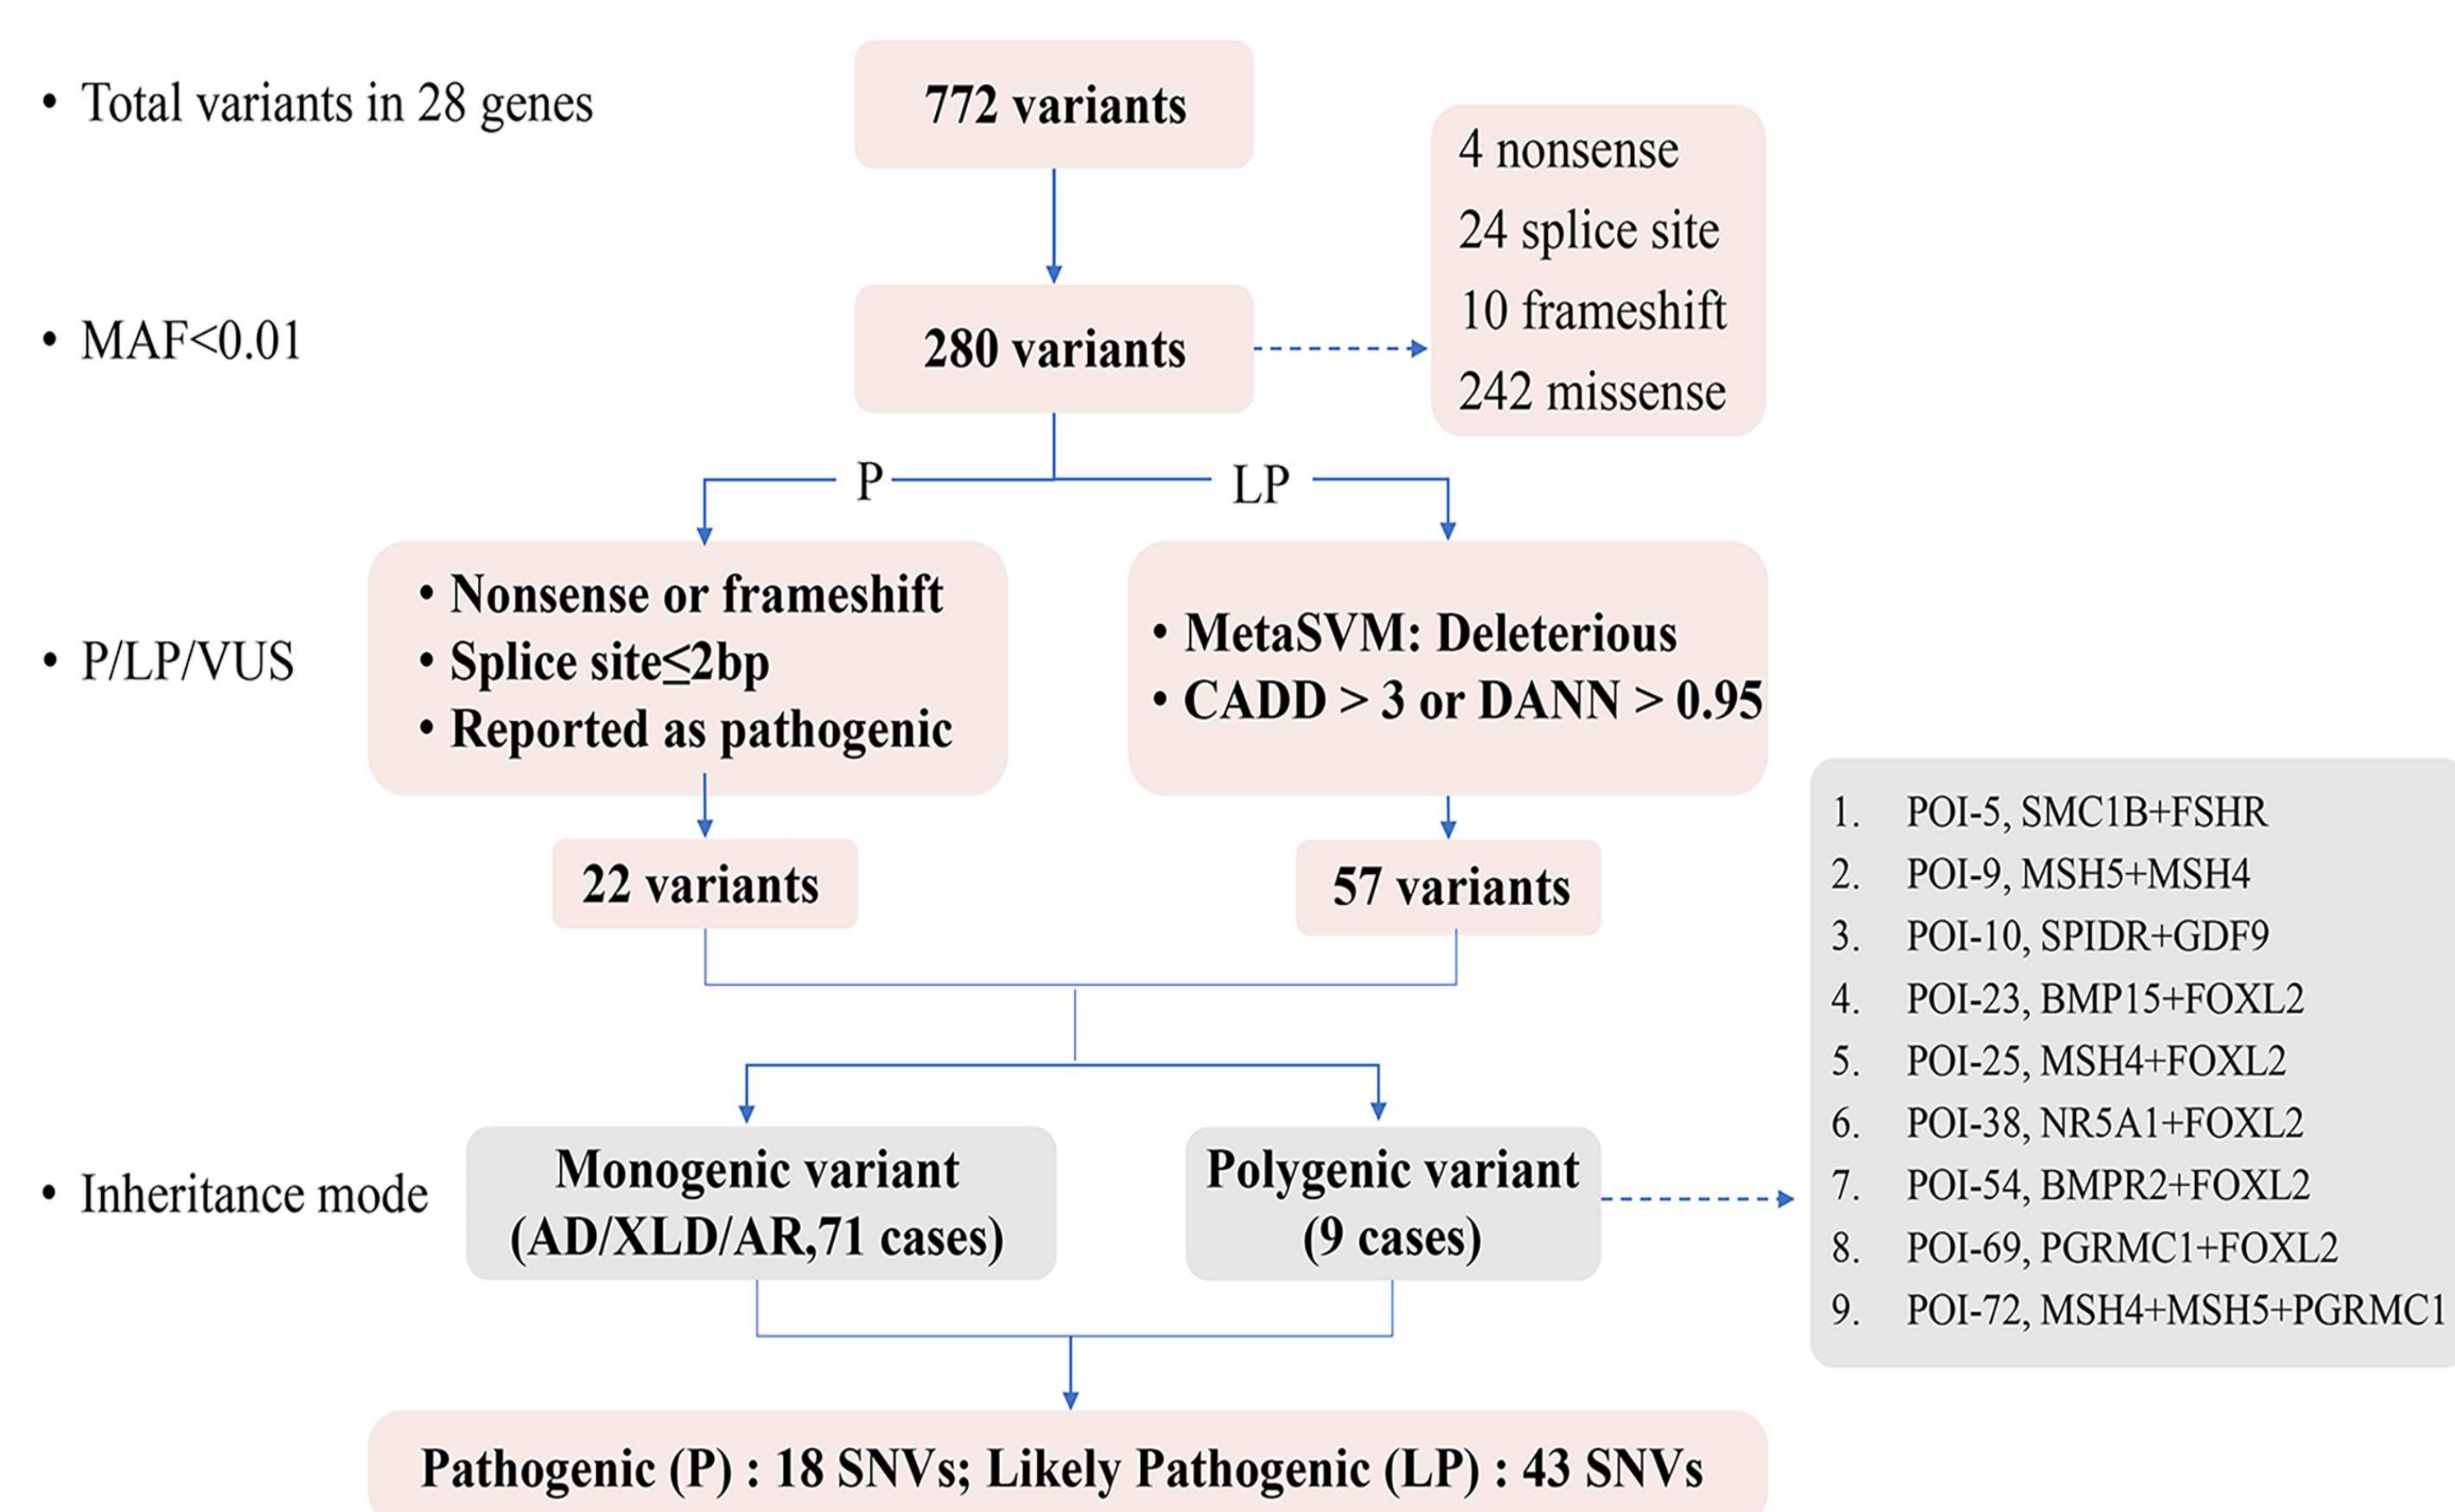 • Total variants in 28 genes
772 variants
4 nonsense
24 splice site
10 frameshift
242 missense
• MAF<0.01
280 variants
P
LP
• P/LP/VUS
• Nonsense or frameshift
• Splice site≤2bp
• Reported as pathogenic
• MetaSVM: Deleterious
• CADD > 3 or DANN > 0.95
22 variants
57 variants
• Inheritance mode
Monogenic variant
(AD/XLD/AR,71 cases)
Polygenic variant
(9 cases)
1. POI-5, SMC1B+FSHR
2. POI-9, MSH5+MSH4
3. POI-10, SPIDR+GDF9
4. POI-23, BMP15+FOXL2
5. POI-25, MSH4+FOXL2
6. POI-38, NR5A1+FOXL2
7. POI-54, BMPR2+FOXL2
8. POI-69, PGRMC1+FOXL2
9. POI-72, MSH4+MSH5+PGRMC1
Pathogenic (P) : 18 SNVs; Likely Pathogenic (LP) : 43 SNVs